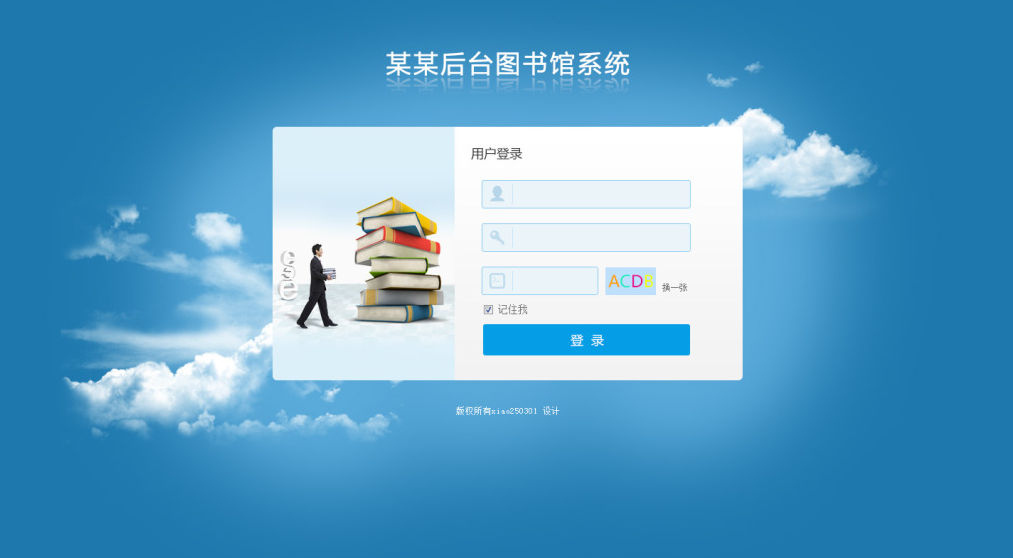 某某后台图书馆系统
用户登录
ACDB 换一张
记住我
登 录
版权所有xiao250301 设计